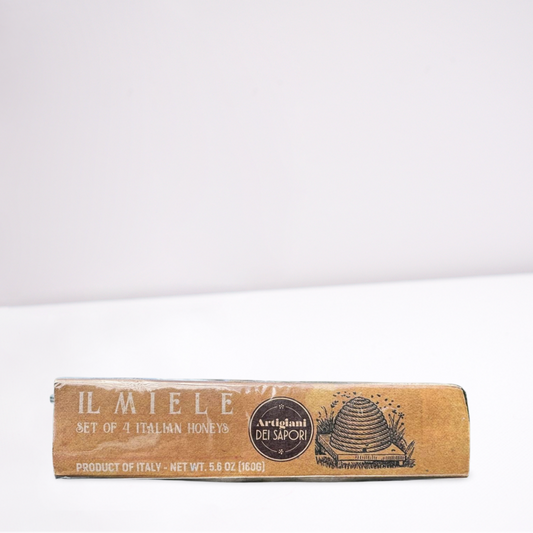 IL MIELE
SET OF 4 ITALIAN HONEYS
Artigiani
DEI SAPORI
PRODUCT OF ITALY - NET WT. 5.6 OZ [160G]